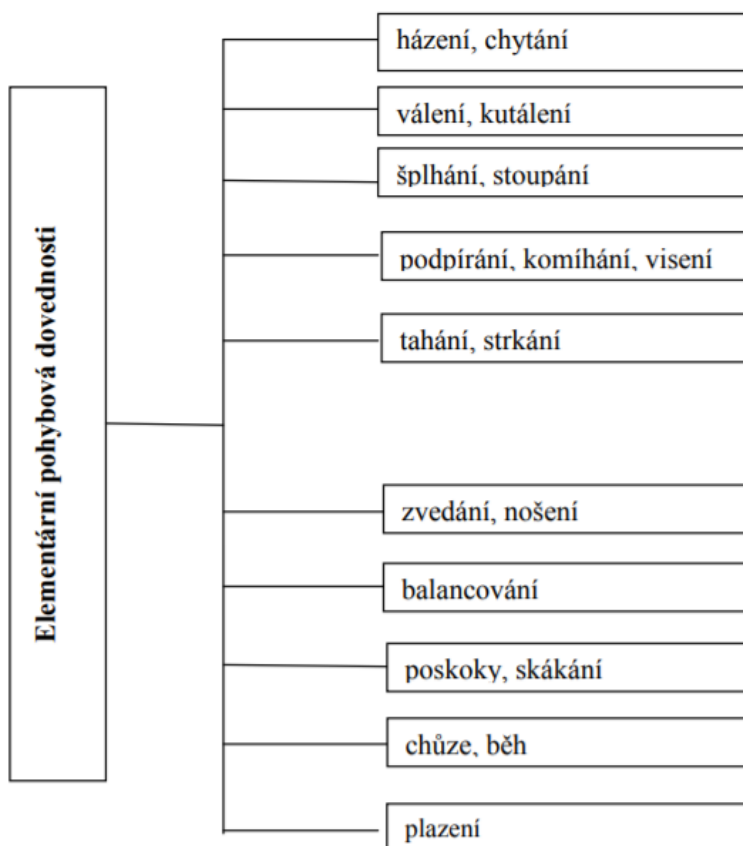 Elementární pohybová dovednosti
házení, chytání
válení, kutálení
šplhání, stoupání
podpírání, komíhání, visení
tahání, strkání
zvedání, nošení
balancování
poskoky, skákání
chůze, běh
plazení